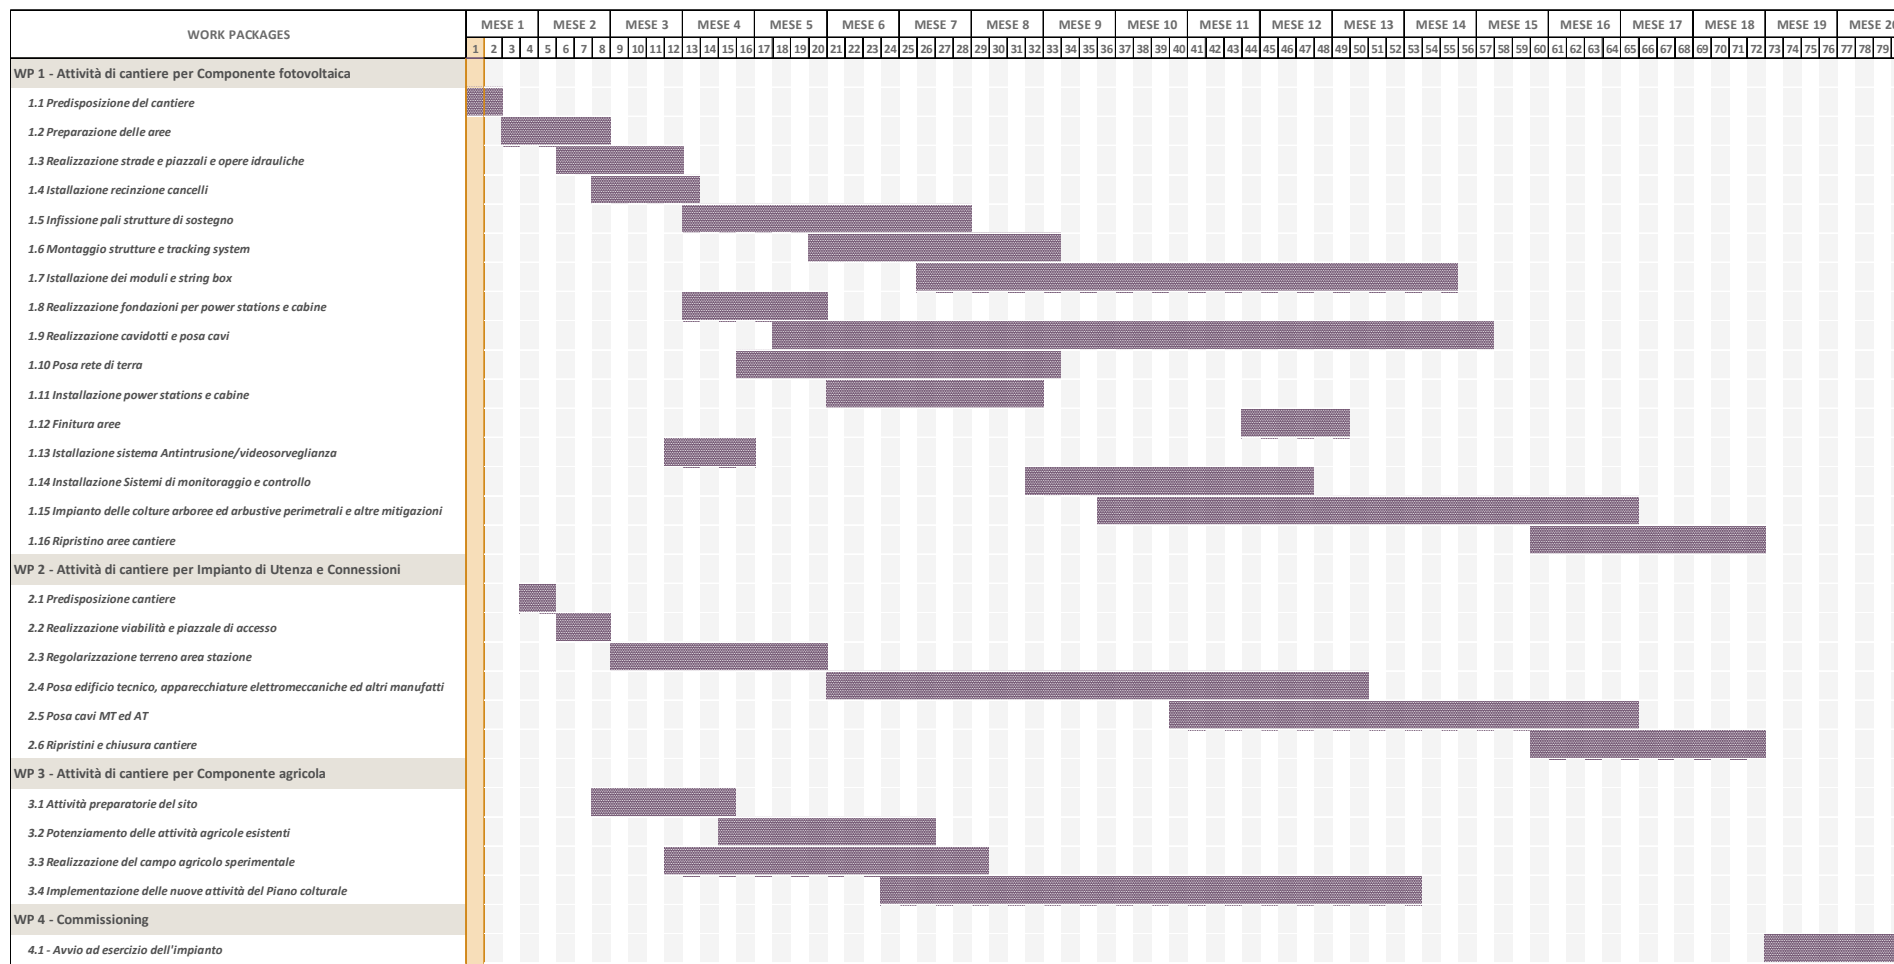 WORK PACKAGES
MESE 1 MESE 2 MESE 3 MESE 4 MESE 5 MESE 6 MESE 7 MESE 8 MESE 9 MESE 10 MESE 11 MESE 12 MESE 13 MESE 14 MESE 15 MESE 16 MESE 17 MESE 18 MESE 19 MESE 20
1 2 3 4 5 6 7 8 9 10 11 12 13 14 15 16 17 18 19 20 21 22 23 24 25 26 27 28 29 30 31 32 33 34 35 36 37 38 39 40 41 42 43 44 45 46 47 48 49 50 51 52 53 54 55 56 57 58 59 60 61 62 63 64 65 66 67 68 69 70 71 72 73 74 75 76 77 78 79
WP 1 - Attività di cantiere per Componente fotovoltaica
1.1 Predisposizione del cantiere
1.2 Preparazione delle aree
1.3 Realizzazione strade e piazzali e opere idrauliche
1.4 Istallazione recinzione cancelli
1.5 Infissione pali strutture di sostegno
1.6 Montaggio strutture e tracking system
1.7 Istallazione dei moduli e string box
1.8 Realizzazione fondazioni per power stations e cabine
1.9 Realizzazione cavidotti e posa cavi
1.10 Posa rete di terra
1.11 Installazione power stations e cabine
1.12 Finitura aree
1.13 Istallazione sistema Antintrusione/videosorveglianza
1.14 Installazione Sistemi di monitoraggio e controllo
1.15 Impianto delle colture arboree ed arbustive perimetrali e altre mitigazioni
1.16 Ripristino aree cantiere
WP 2 - Attività di cantiere per Impianto di Utenza e Connessioni
2.1 Predisposizione cantiere
2.2 Realizzazione viabilità e piazzale di accesso
2.3 Regolarizzazione terreno area stazione
2.4 Posa edificio tecnico, apparecchiature elettromeccaniche ed altri manufatti
2.5 Posa cavi MT ed AT
2.6 Ripristini e chiusura cantiere
WP 3 - Attività di cantiere per Componente agricola
3.1 Attività preparatorie del sito
3.2 Potenziamento delle attività agricole esistenti
3.3 Realizzazione del campo agricolo sperimentale
3.4 Implementazione delle nuove attività del Piano colturale
WP 4 - Commissioning
4.1 - Avvio ad esercizio dell'impianto